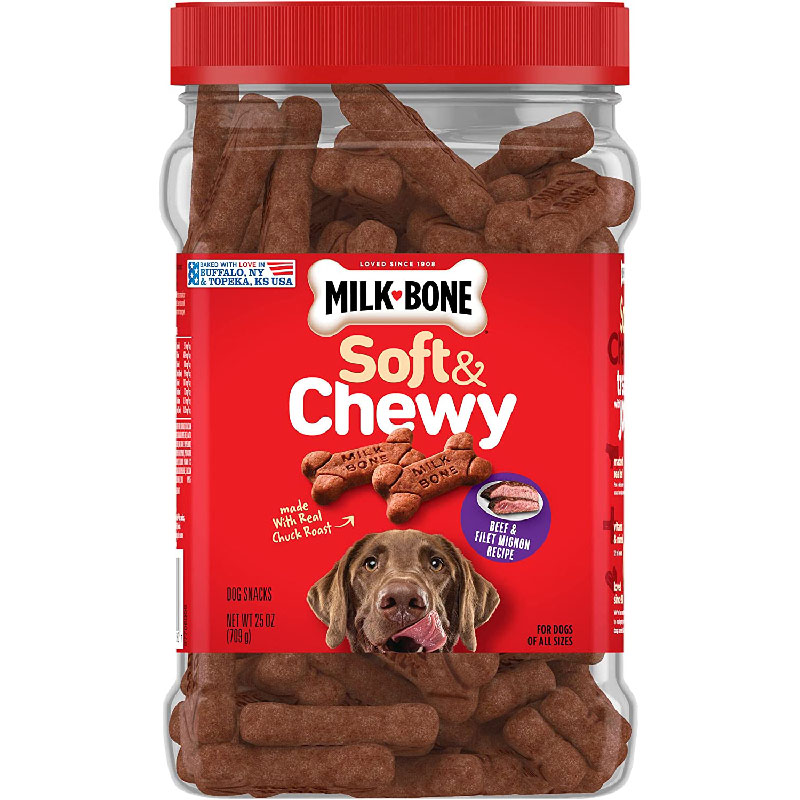 MILK BONE
BAKED WITH LOVE IN
BUFFALO, NY
& TOPEKA, KS USA
LOVED SINCE 1908
MILK BONE
Soft &
Chewy
MILK
BONE
MILK
BONE
made
With Real
Chuck Roast
BEEF &
FILET MIGNON
RECIPE
DOG SNACKS
NET WT 25 OZ
(709 g)
FOR DOGS
OF ALL SIZES